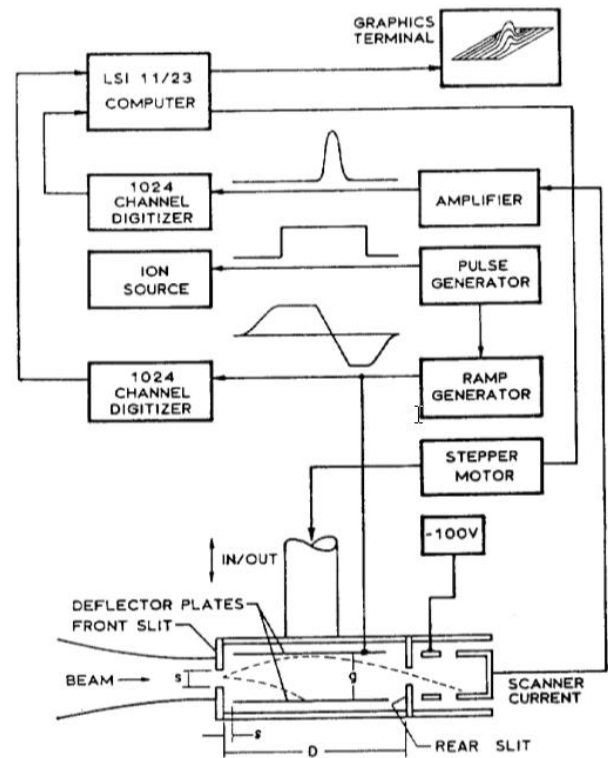 GRAPHICS
TERMINAL
LSI 11/23
COMPUTER
1024
CHANNEL
DIGITIZER
AMPLIFIER
ION
SOURCE
PULSE
GENERATOR
1024
CHANNEL
DIGITIZER
RAMP
GENERATOR
STEPPER
MOTOR
-100V
IN/OUT
DEFLECTOR PLATES
FRONT SLIT
BEAM
s
g
SCANNER
CURRENT
D
REAR SLIT